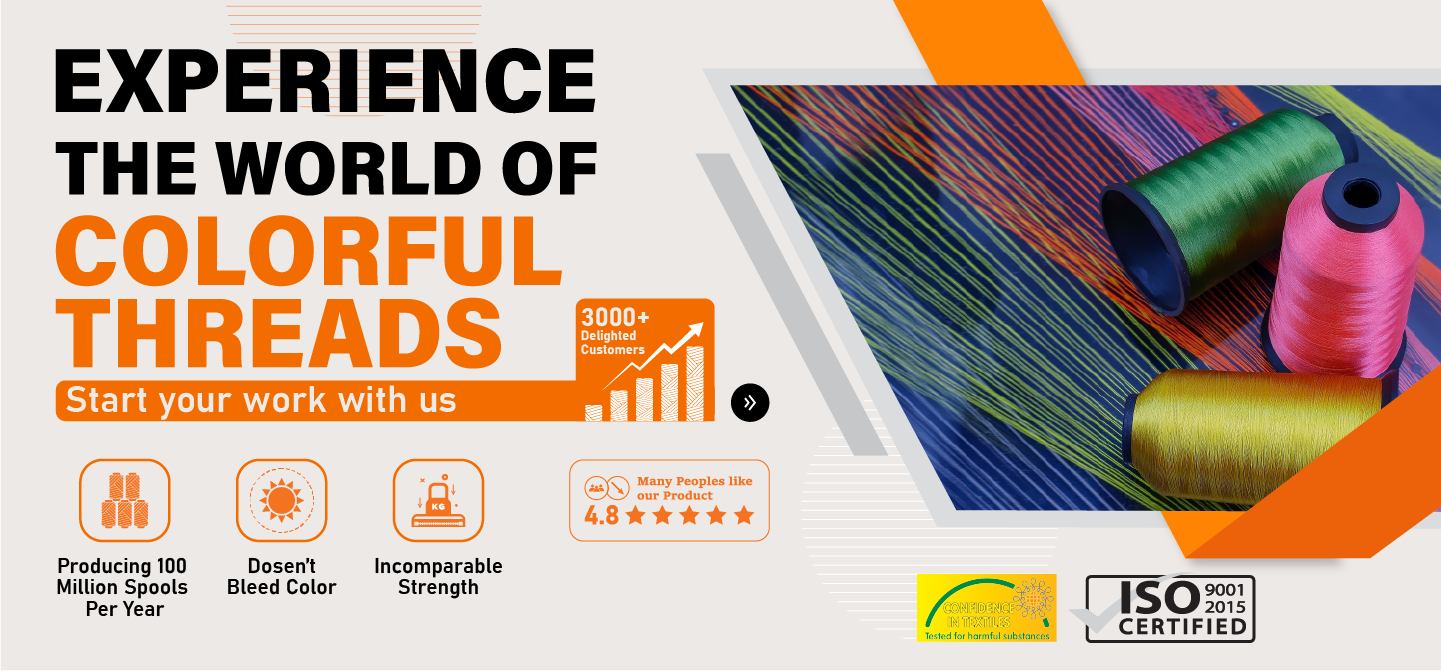 EXPERIENCE
THE WORLD OF
COLORFUL
THREADS
3000+
Delighted
Customers
Start your work with us
»
KG
Producing 100
Million Spools
Per Year
Dosen't
Bleed Color
Incomparable
Strength
Many Peoples like
our Product
4.8 ★ ★ ★ ★ ★
CONFIDENCE
IN TEXTILES
Tested for harmful substances
ISO 9001
2015
CERTIFIED